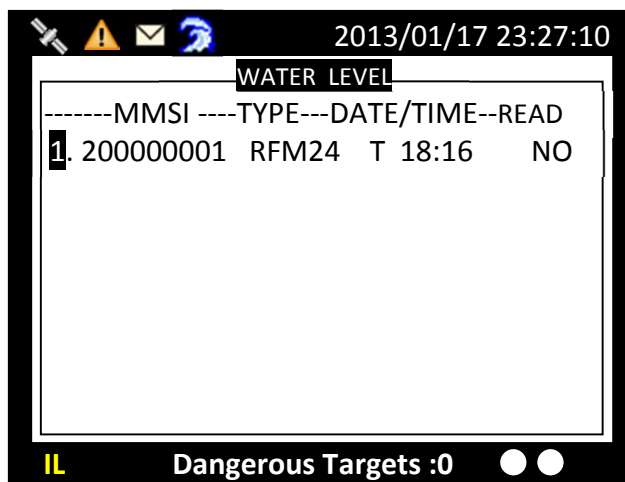 2013/01/17 23:27:10
WATER LEVEL
-------MMSI ----TYPE---DATE/TIME--READ
1. 200000001 RFM24 T 18:16 NO
IL Dangerous Targets :0